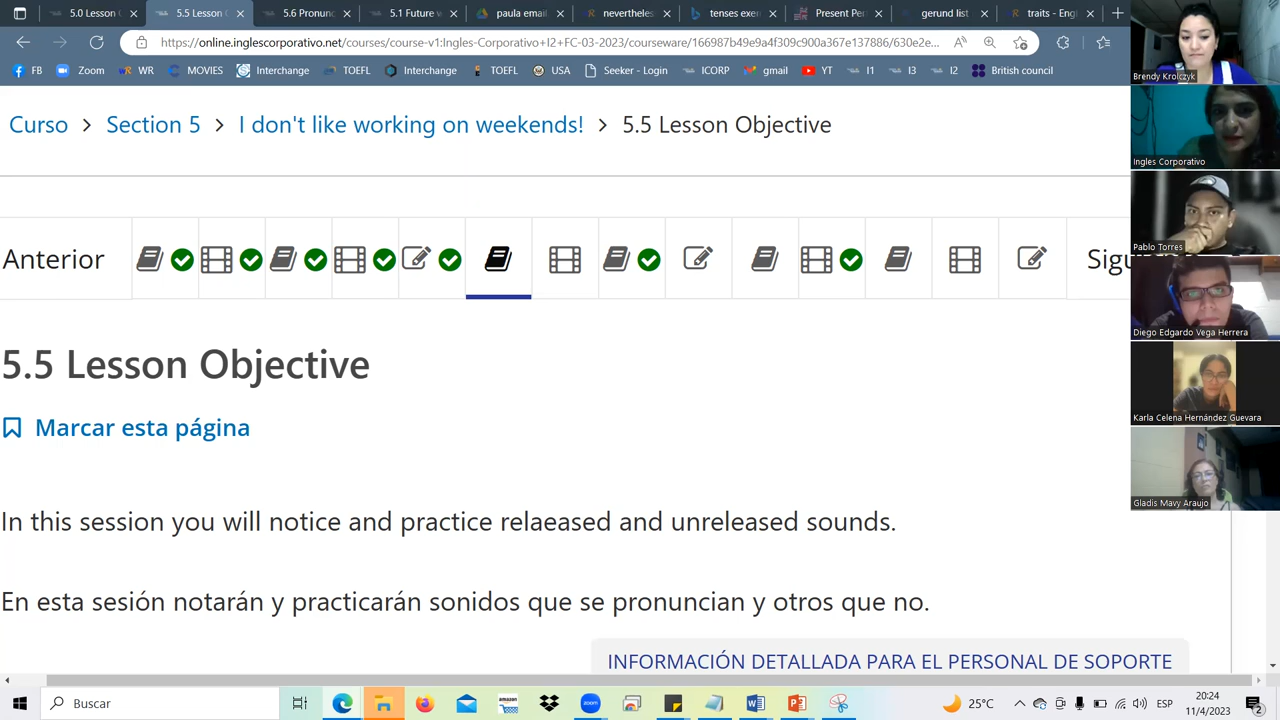 5.0 Lesson
5.5 Lesson
5.6 Pronunc
5.1 Future w
paula email
nevertheles
tenses exer
Present Per
gerund list
traits - Eng
https://online.inglescorporativo.net/courses/course-v1:Ingles-Corporativo+I2+FC-03-2023/courseware/166987b49e9a4f309c900a367e137886/630e2e...
FB
Zoom
WR
MOVIES
Interchange
TOEFL
Interchange
TOEFL
USA
Seeker - Login
ICORP
gmail
YT
I1
I3
I2
British council
Curso > Section 5 > I don't like working on weekends! > 5.5 Lesson Objective
Anterior
Sigu
5.5 Lesson Objective
Marcar esta página
In this session you will notice and practice relaeased and unreleased sounds.
En esta sesión notarán y practicarán sonidos que se pronuncian y otros que no.
INFORMACIÓN DETALLADA PARA EL PERSONAL DE SOPORTE
Brendy Krolczyk
Ingles Corporativo
Pablo Torres
Diego Edgardo Vega Herrera
Karla Celena Hernández Guevara
Gladis Mavy Araujo
Buscar
amazon
zoom
25°C
ESP
20:24
11/4/2023
2